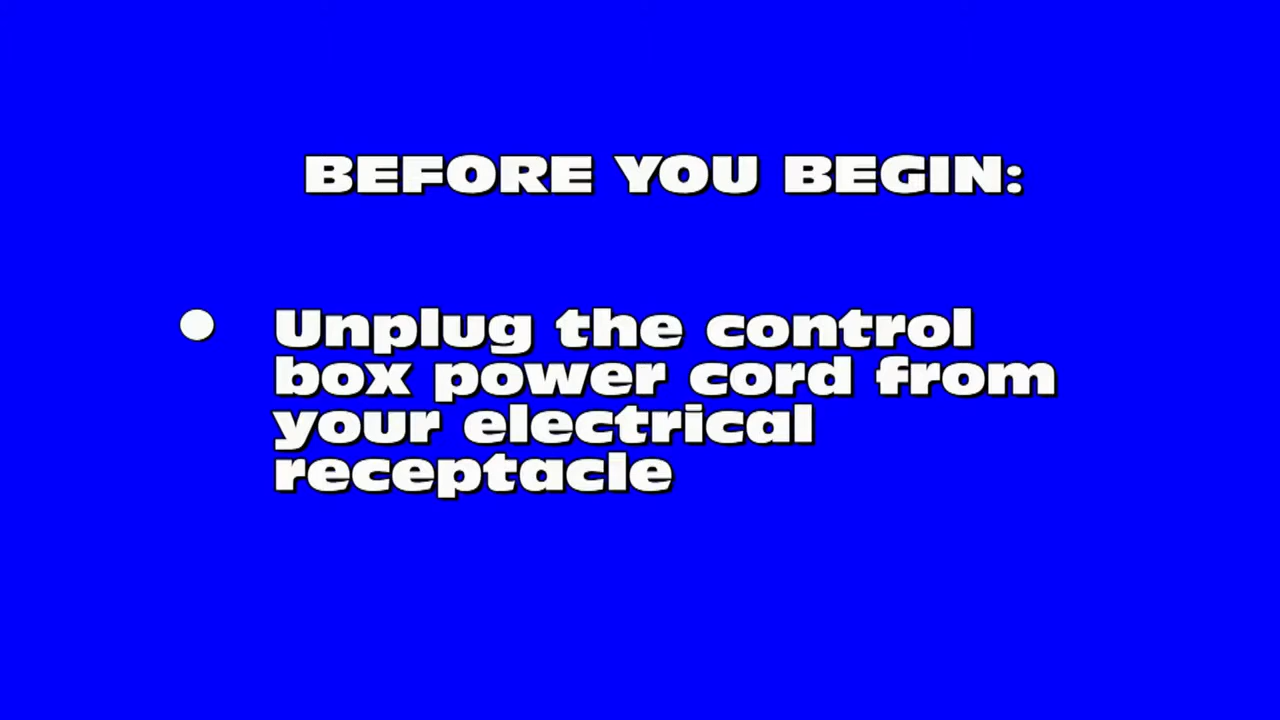 BEFORE YOU BEGIN:
● Unplug the control
box power cord from
your electrical
receptacle